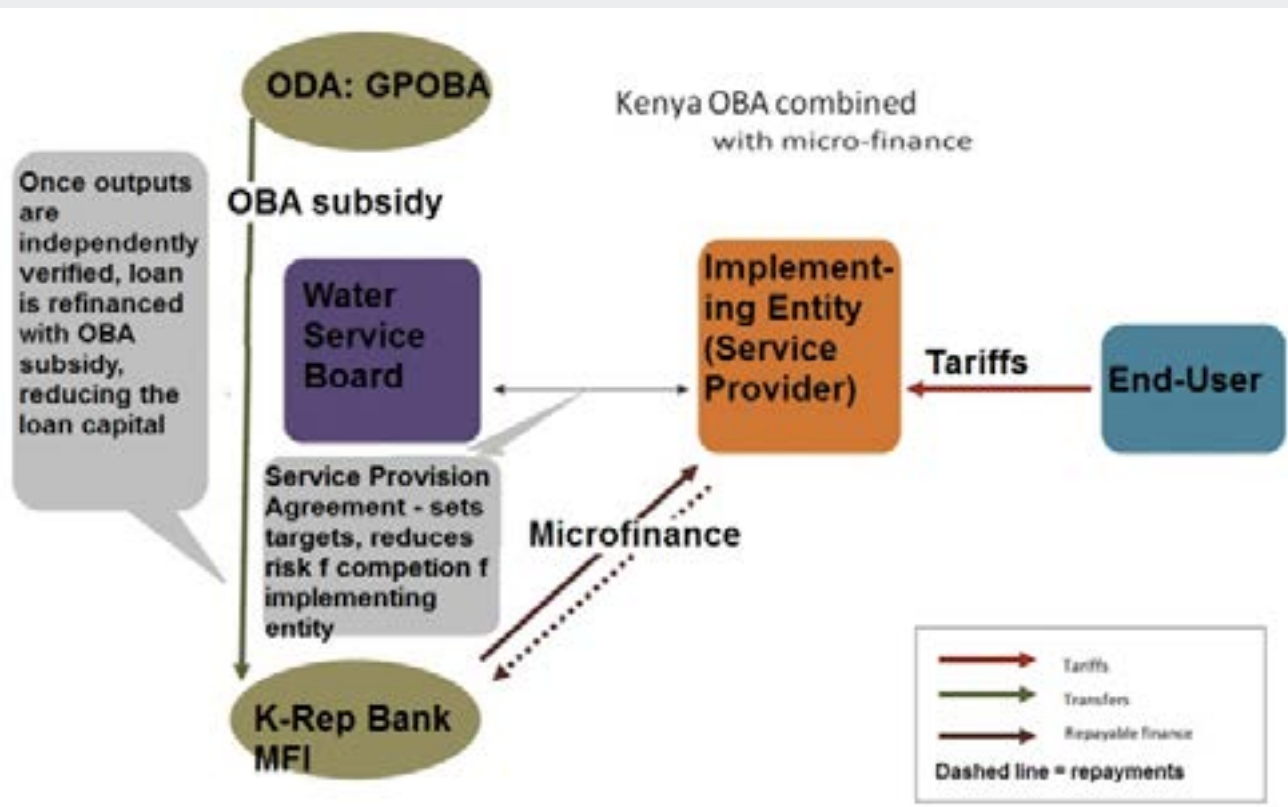 ODA: GPOBA
Kenya OBA combined
with micro-finance
Once outputs
are
independently
verified, loan
is refinanced
with OBA
subsidy,
reducing the
loan capital
OBA subsidy
Water
Service
Board
Implement-
ing Entity
(Service
Provider)
Tariffs
End-User
Service Provision
Agreement - sets
targets, reduces
risk f competion f
implementing
entity
Microfinance
K-Rep Bank
MFI
Tariffs
Transfers
Repayable finance
Dashed line = repayments